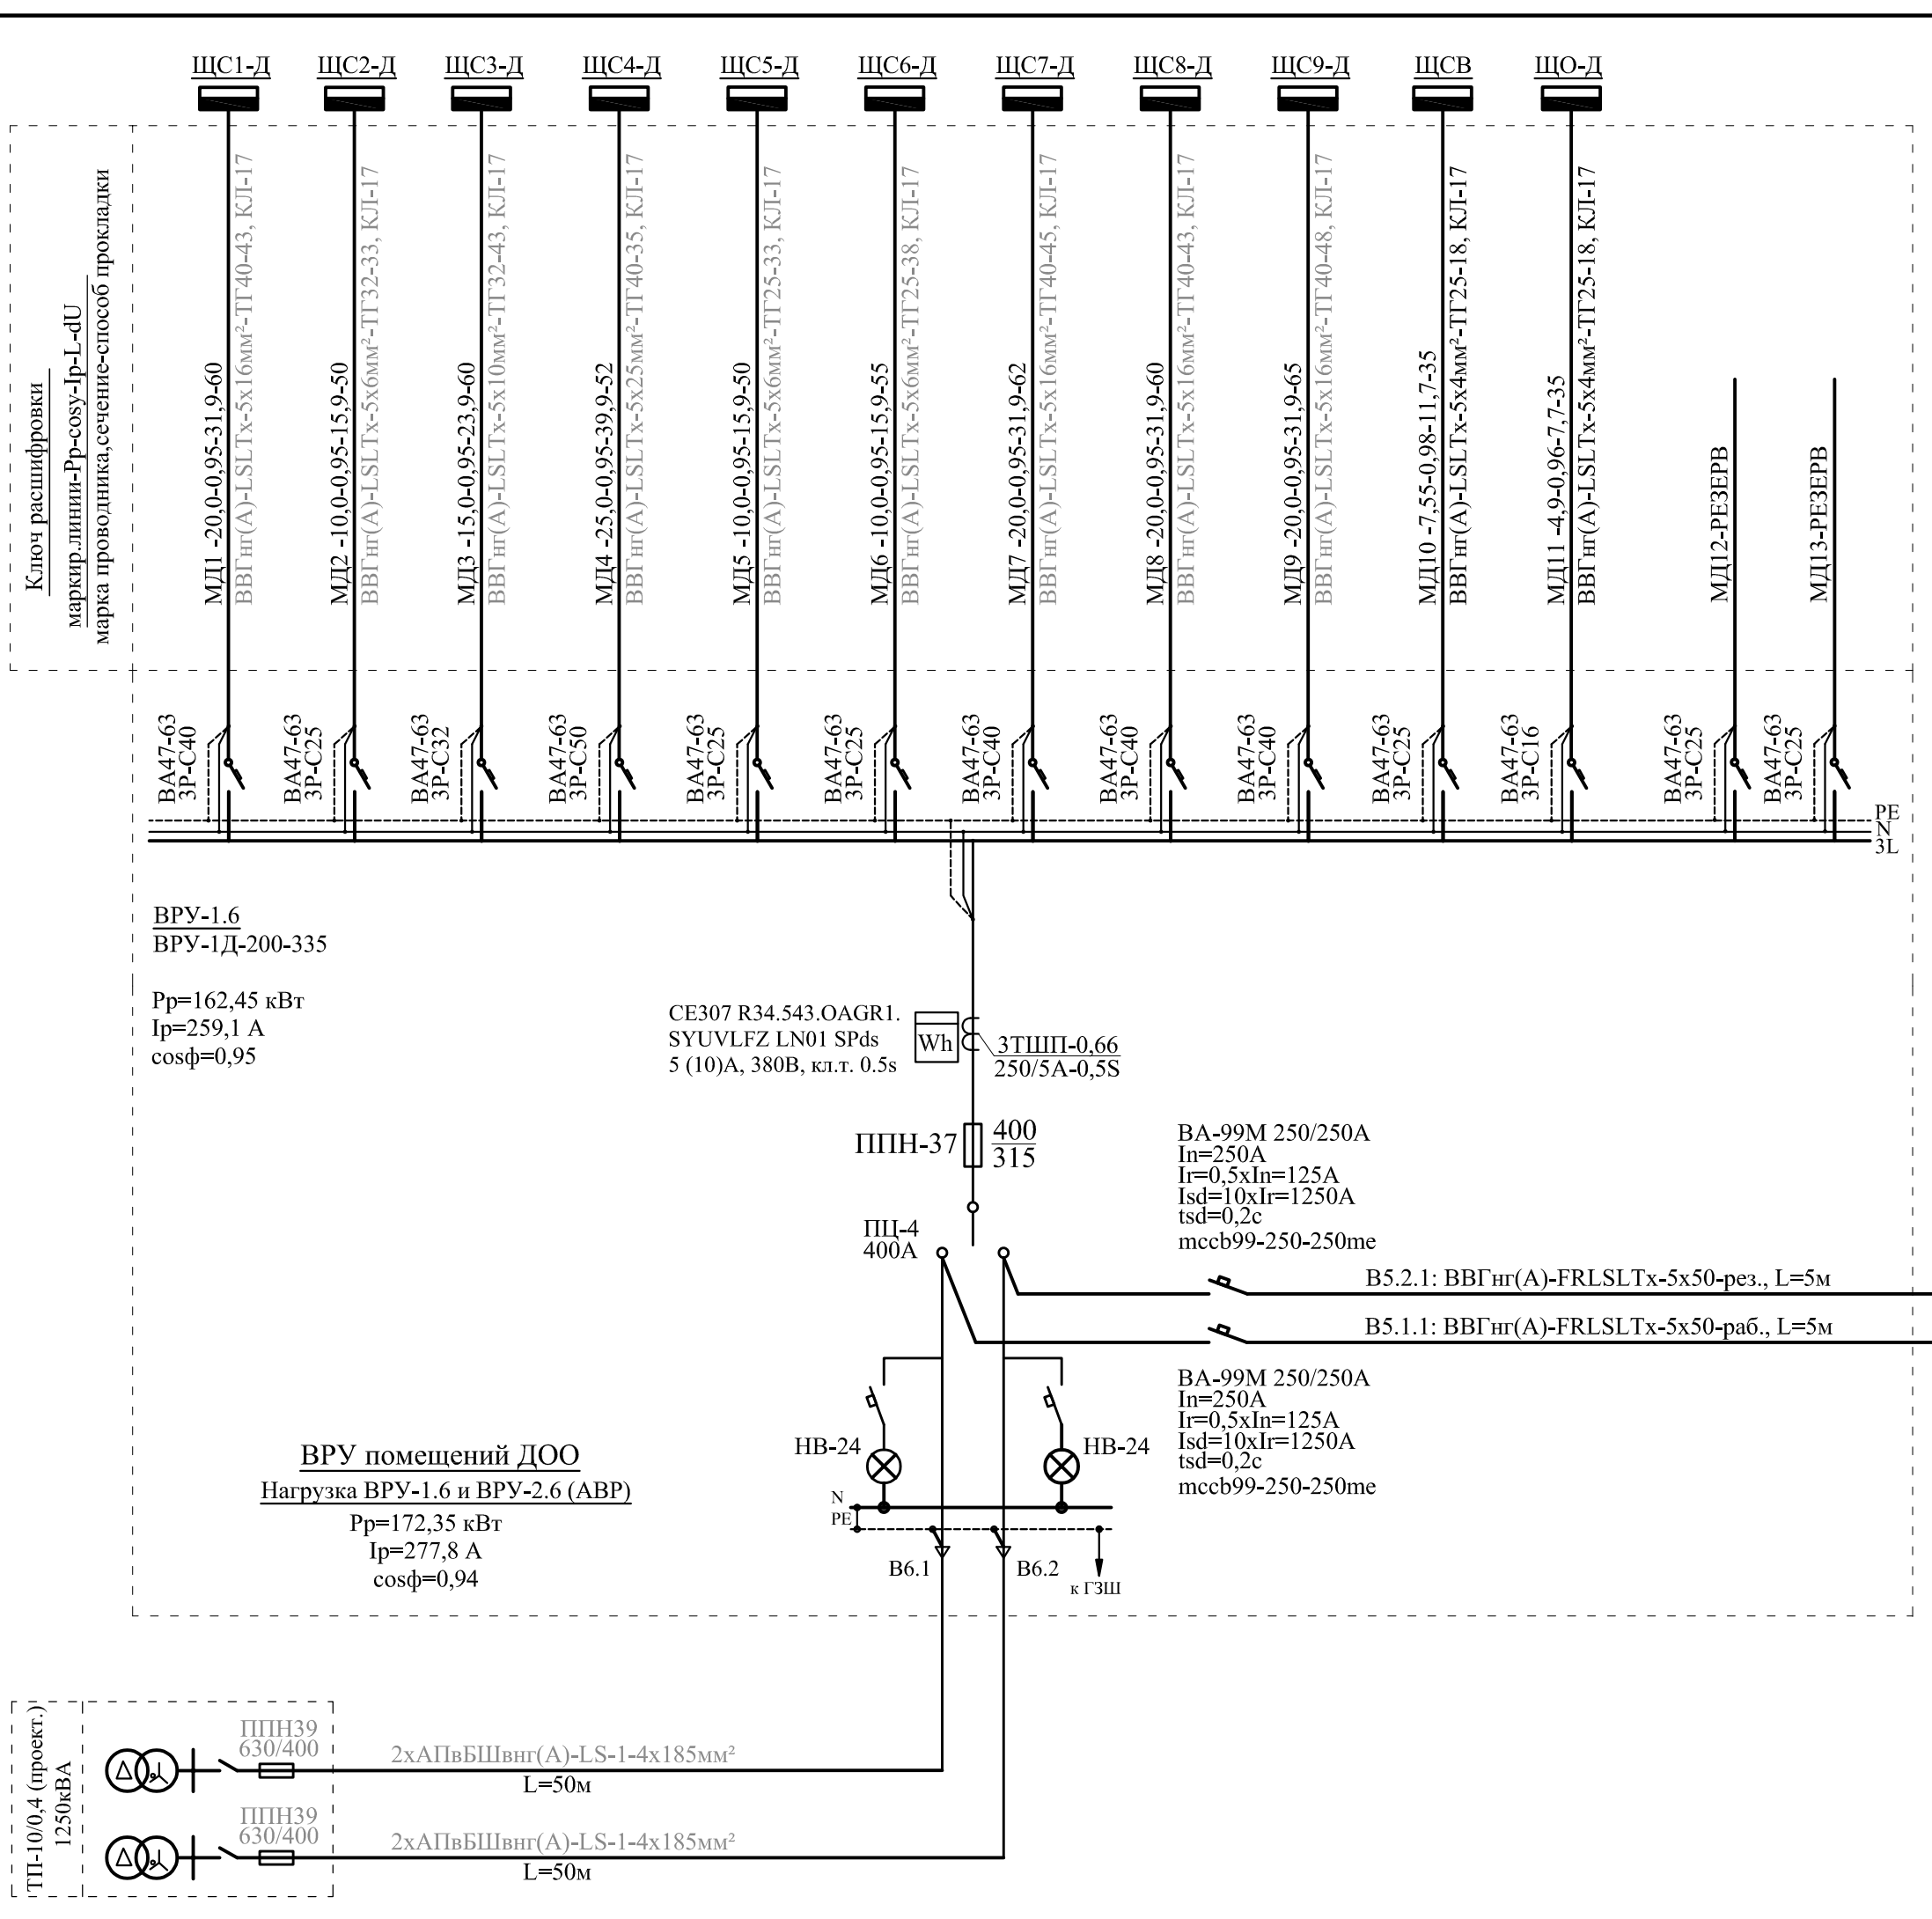 ЩС1-Д
ЩС2-Д
ЩС3-Д
ЩС4-Д
ЩС5-Д
ЩС6-Д
ЩС7-Д
ЩС8-Д
ЩС9-Д
ЩСВ
ЩО-Д
Ключ расшифровки
маркир.линии-Рр-cosy-Iр-L-dU
марка проводника,сечение-способ прокладки
МД1 -20,0-0,95-31,9-60
ВВГнг(А)-LSLTx-5х16мм²-ТГ40-43, КЛ-17
МД2 -10,0-0,95-15,9-50
ВВГнг(А)-LSLTx-5х6мм²-ТГ32-33, КЛ-17
МД3 -15,0-0,95-23,9-60
ВВГнг(А)-LSLTx-5х10мм²-ТГ32-43, КЛ-17
МД4 -25,0-0,95-39,9-52
ВВГнг(А)-LSLTx-5х25мм²-ТГ40-35, КЛ-17
МД5 -10,0-0,95-15,9-50
ВВГнг(А)-LSLTx-5х6мм²-ТГ25-33, КЛ-17
МД6 -10,0-0,95-15,9-55
ВВГнг(А)-LSLTx-5х6мм²-ТГ25-38, КЛ-17
МД7 -20,0-0,95-31,9-62
ВВГнг(А)-LSLTx-5х16мм²-ТГ40-45, КЛ-17
МД8 -20,0-0,95-31,9-60
ВВГнг(А)-LSLTx-5х16мм²-ТГ40-43, КЛ-17
МД9 -20,0-0,95-31,9-65
ВВГнг(А)-LSLTx-5х16мм²-ТГ40-48, КЛ-17
МД10 -7,55-0,98-11,7-35
ВВГнг(А)-LSLTx-5х4мм²-ТГ25-18, КЛ-17
МД11 -4,9-0,96-7,7-35
ВВГнг(А)-LSLTx-5х4мм²-ТГ25-18, КЛ-17
МД12-РЕЗЕРВ
МД13-РЕЗЕРВ
ВА47-63
3Р-С40
ВА47-63
3Р-С25
ВА47-63
3Р-С32
ВА47-63
3Р-С50
ВА47-63
3Р-С25
ВА47-63
3Р-С25
ВА47-63
3Р-С40
ВА47-63
3Р-С40
ВА47-63
3Р-С40
ВА47-63
3Р-С25
ВА47-63
3Р-С16
ВА47-63
3Р-С25
ВА47-63
3Р-С25
PE
N
3L
ВРУ-1.6
ВРУ-1Д-200-335
Рр=162,45 кВт
Iр=259,1 А
cosф=0,95
CE307 R34.543.OAGR1.
SYUVLFZ LN01 SPds
5 (10)А, 380В, кл.т. 0.5s
Wh
3ТШП-0,66
250/5А-0,5S
ППН-37
400
315
ПЦ-4
400А
ВА-99М 250/250А
In=250А
Ir=0,5xIn=125А
Isd=10xIr=1250А
tsd=0,2с
mccb99-250-250me
В5.2.1: ВВГнг(А)-FRLSLTx-5х50-рез., L=5м
В5.1.1: ВВГнг(А)-FRLSLTx-5х50-раб., L=5м
ВА-99М 250/250А
In=250А
Ir=0,5xIn=125А
Isd=10xIr=1250А
tsd=0,2с
mccb99-250-250me
НВ-24
НВ-24
N
PE
В6.1
В6.2
к ГЗШ
ВРУ помещений ДОО
Нагрузка ВРУ-1.6 и ВРУ-2.6 (АВР)
Рр=172,35 кВт
Iр=277,8 А
cosф=0,94
ТП-10/0,4 (проект.)
1250кВА
ППН39
630/400
2хАПвБШвнг(А)-LS-1-4х185мм²
L=50м
ППН39
630/400
2хАПвБШвнг(А)-LS-1-4х185мм²
L=50м